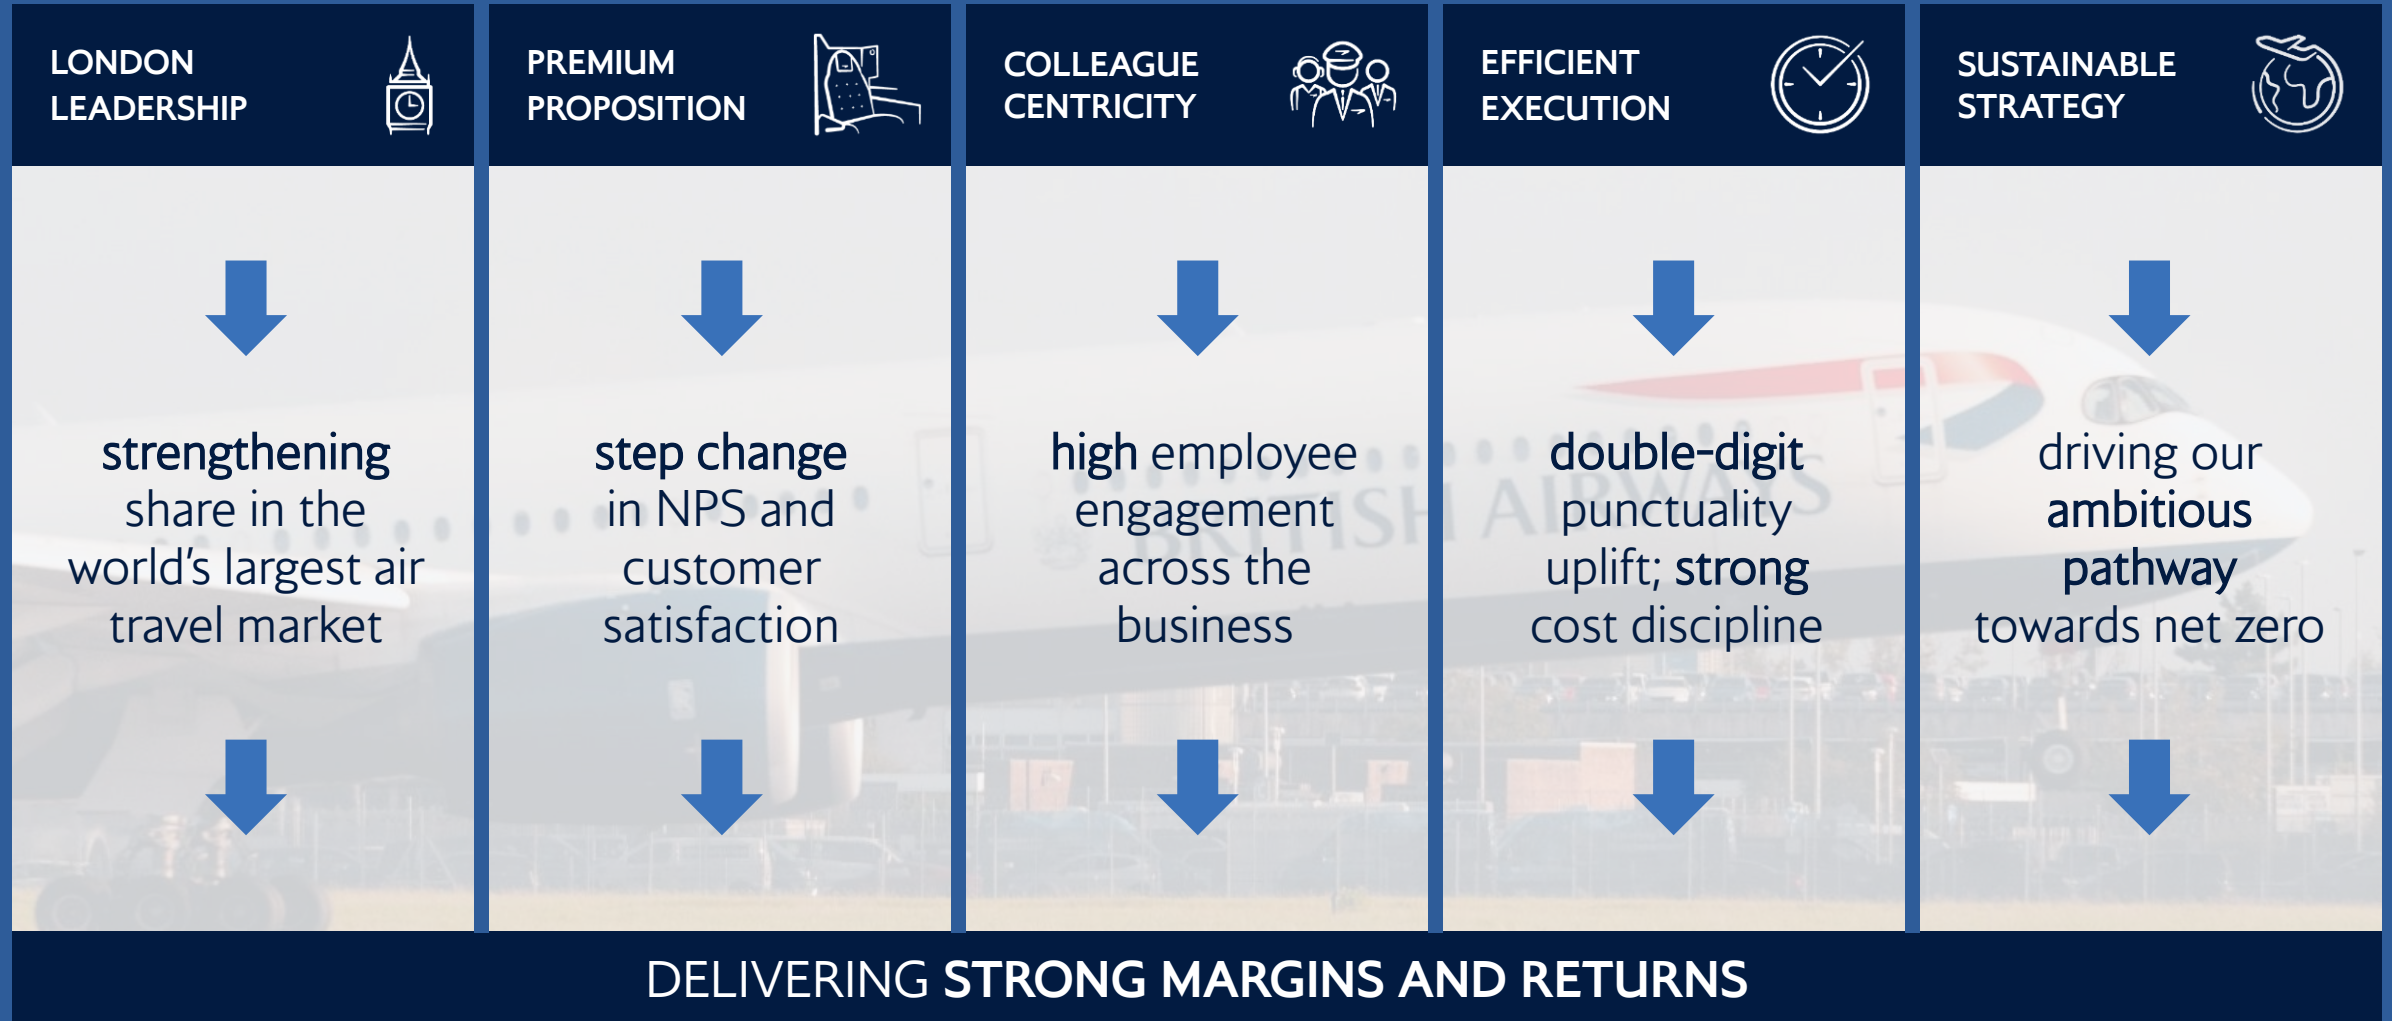 LONDON
LEADERSHIP
strengthening
share in the
world's largest air
travel market
PREMIUM
PROPOSITION
step change
in NPS and
customer
satisfaction
COLLEAGUE
CENTRICITY
high employee
engagement
across the
business
EFFICIENT
EXECUTION
double-digit
punctuality
uplift; strong
cost discipline
SUSTAINABLE
STRATEGY
driving our
ambitious
pathway
towards net zero
BRITISH AIRWAYS
DELIVERING STRONG MARGINS AND RETURNS